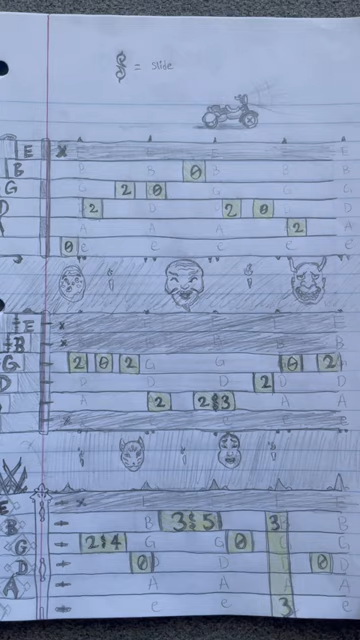 = slide
E x E
B B B 0 B B B
G G 2 0 G G G
D 2 D 2 0 D
A A A A 2 A
0 e e e e
E x E E E E
B x B B B B
G 2 0 2 G G 0 2
D D D D 2 D D
A 2 2 3 A A
x
E x
B B 3 5 3 B B
G 2 4 G G 0 G G
D 0 D D D 0
A A A A A
e e 3 e